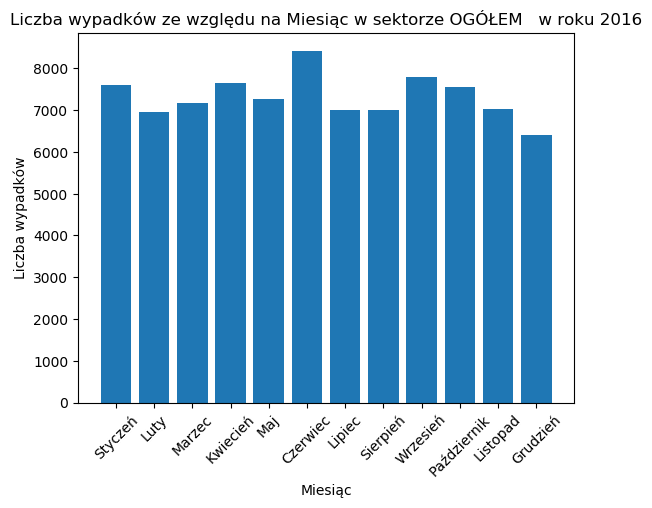 Liczba wypadków ze względu na Miesiąc w sektorze OGÓŁEM   w roku 2016
8000
7000
6000
5000
4000
3000
2000
1000
0
Liczba wypadków
Styczeń
Luty
Marzec
Kwiecień
Maj
Czerwiec
Lipiec
Sierpień
Wrzesień
Październik
Listopad
Grudzień
Miesiąc